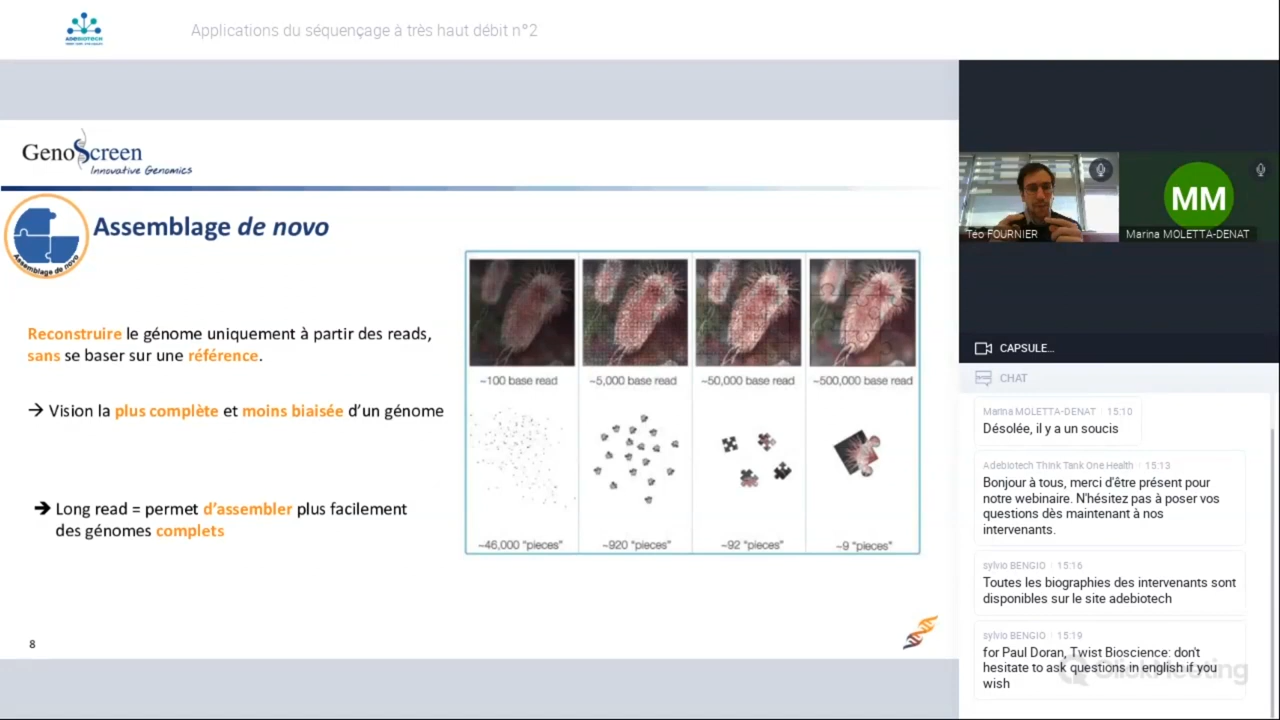 ADEBIOTECH
Applications du séquençage à très haut débit n°2
GenoScreen
Innovative Genomics
Assemblage de novo
Assemblage de novo
Reconstruire le génome uniquement à partir des reads,
sans se baser sur une référence.
→ Vision la plus complète et moins biaisée d'un génome
➔ Long read = permet d'assembler plus facilement
des génomes complets
~100 base read
~5,000 base read
~50,000 base read
~500,000 base read
~46,000 "pieces"
~920 "pieces"
~92 "pieces"
~9 "pieces"
8
MM
Téo FOURNIER
Marina MOLETTA-DENAT
CAPSULE...
CHAT
Marina MOLETTA-DENAT | 15:10
Désolée, il y a un soucis
Adebiotech Think Tank One Health | 15:13
Bonjour à tous, merci d'être présent pour
notre webinaire. N'hésitez pas à poser vos
questions dès maintenant à nos
intervenants.
sylvio BENGIO | 15:16
Toutes les biographies des intervenants sont
disponibles sur le site adebiotech
sylvio BENGIO | 15:19
for Paul Doran, Twist Bioscience: don't
hesitate to ask questions in english if you
wish
ClickMeeting